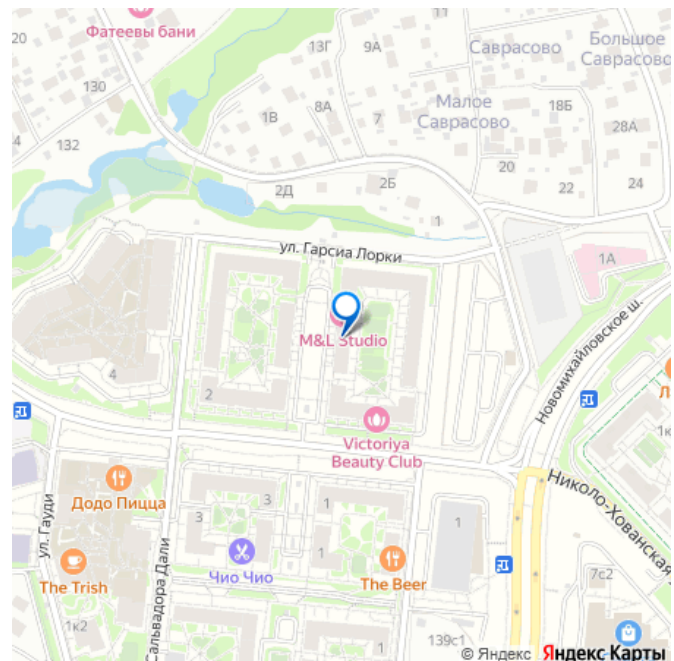 Фатеевы бани
13Г
9А
Саврасово
Большое
Саврасово
130
1В
8А
7
Малое
Саврасово
18Б
28А
4
132
20
2Д
2Б
22
24
1
ул. Гарсиа Лорки
1А
M&L Studio
4
2
Новомихайловское ш.
Victoriya
Beauty Club
1к
Додо Пицца
3
3
1
1
1
Николо-Хованская
ул. Гауди
Сальвадора Дали
Чио Чио
The Beer
The Trish
7с2
1к2
139с1
© Яндекс Яндекс Карты